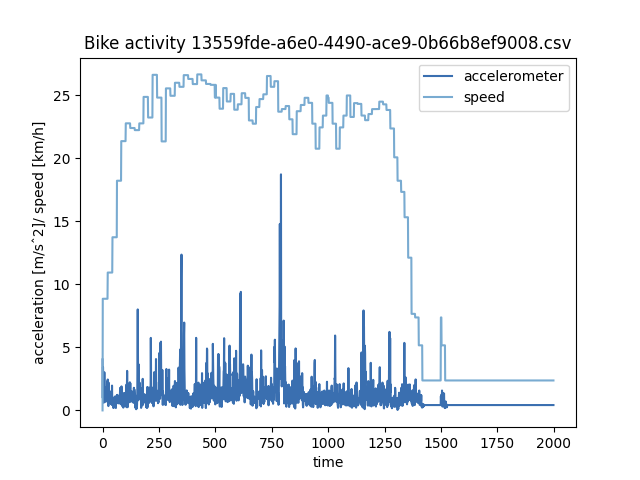 Bike activity 13559fde-a6e0-4490-ace9-0b66b8ef9008.csv
accelerometer
speed
25
20
15
10
5
0
acceleration [m/s^2]/ speed [km/h]
0 250 500 750 1000 1250 1500 1750 2000
time